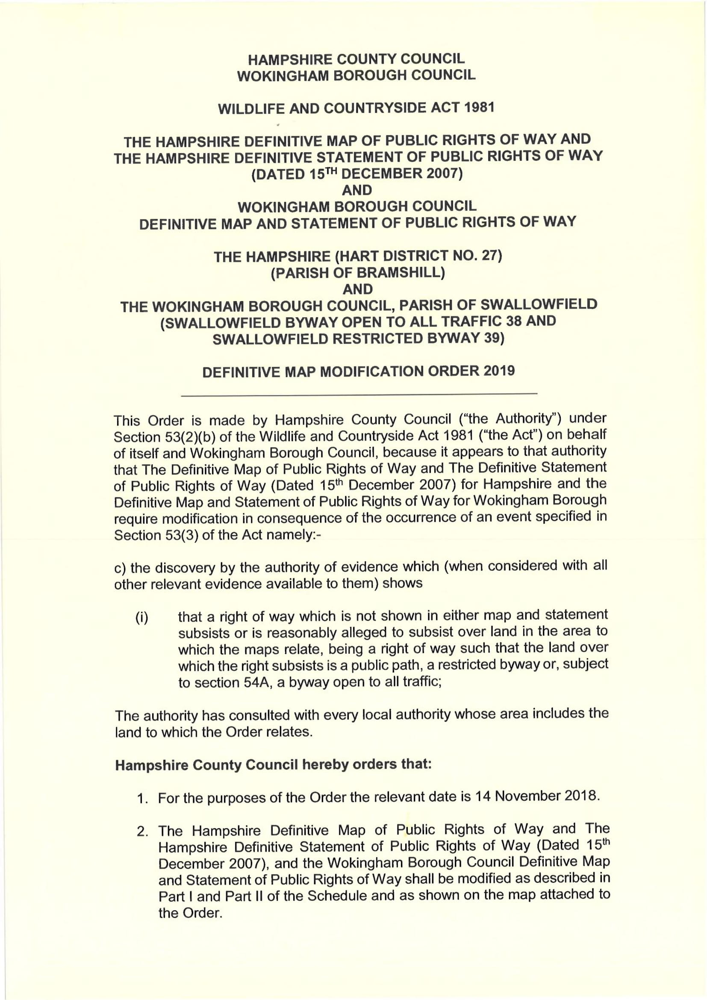 HAMPSHIRE COUNTY COUNCIL
WOKINGHAM BOROUGH COUNCIL
WILDLIFE AND COUNTRYSIDE ACT 1981
THE HAMPSHIRE DEFINITIVE MAP OF PUBLIC RIGHTS OF WAY AND
THE HAMPSHIRE DEFINITIVE STATEMENT OF PUBLIC RIGHTS OF WAY
(DATED 15TH DECEMBER 2007)
AND
WOKINGHAM BOROUGH COUNCIL
DEFINITIVE MAP AND STATEMENT OF PUBLIC RIGHTS OF WAY
THE HAMPSHIRE (HART DISTRICT NO. 27)
(PARISH OF BRAMSHILL)
AND
THE WOKINGHAM BOROUGH COUNCIL, PARISH OF SWALLOWFIELD
(SWALLOWFIELD BYWAY OPEN TO ALL TRAFFIC 38 AND
SWALLOWFIELD RESTRICTED BYWAY 39)
DEFINITIVE MAP MODIFICATION ORDER 2019
This Order is made by Hampshire County Council (“the Authority”) under
Section 53(2)(b) of the Wildlife and Countryside Act 1981 (“the Act”) on behalf
of itself and Wokingham Borough Council, because it appears to that authority
that The Definitive Map of Public Rights of Way and The Definitive Statement
of Public Rights of Way (Dated 15th December 2007) for Hampshire and the
Definitive Map and Statement of Public Rights of Way for Wokingham Borough
require modification in consequence of the occurrence of an event specified in
Section 53(3) of the Act namely:-
c) the discovery by the authority of evidence which (when considered with all
other relevant evidence available to them) shows
(i) that a right of way which is not shown in either map and statement
subsists or is reasonably alleged to subsist over land in the area to
which the maps relate, being a right of way such that the land over
which the right subsists is a public path, a restricted byway or, subject
to section 54A, a byway open to all traffic;
The authority has consulted with every local authority whose area includes the
land to which the Order relates.
Hampshire County Council hereby orders that:
1. For the purposes of the Order the relevant date is 14 November 2018.
2. The Hampshire Definitive Map of Public Rights of Way and The
Hampshire Definitive Statement of Public Rights of Way (Dated 15th
December 2007), and the Wokingham Borough Council Definitive Map
and Statement of Public Rights of Way shall be modified as described in
Part I and Part II of the Schedule and as shown on the map attached to
the Order.